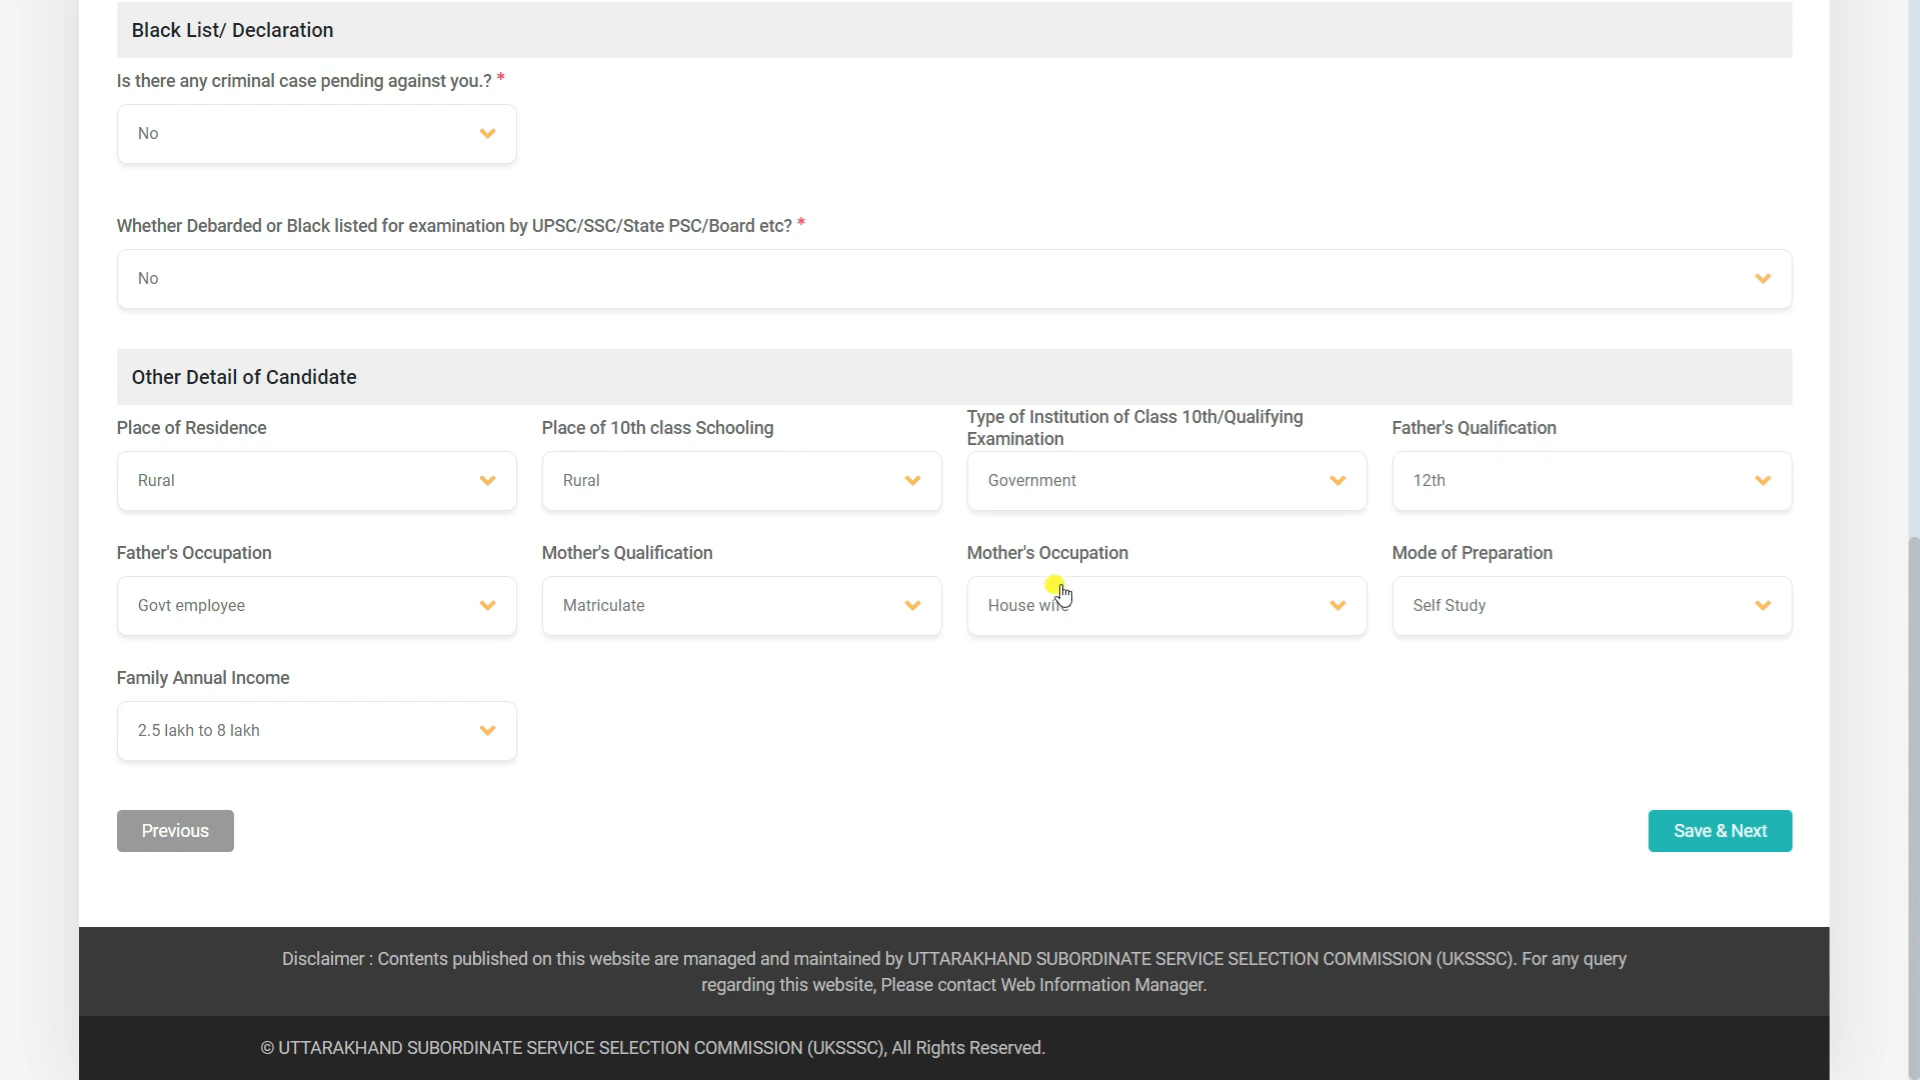 Black List/ Declaration
Is there any criminal case pending against you.? *
No
Whether Debarded or Black listed for examination by UPSC/SSC/State PSC/Board etc? *
No
Other Detail of Candidate
Place of Residence
Rural
Place of 10th class Schooling
Rural
Type of Institution of Class 10th/Qualifying
Examination
Government
Father's Qualification
12th
Father's Occupation
Govt employee
Mother's Qualification
Matriculate
Mother's Occupation
House wife
Mode of Preparation
Self Study
Family Annual Income
2.5 lakh to 8 lakh
Previous
Save & Next
Disclaimer : Contents published on this website are managed and maintained by UTTARAKHAND SUBORDINATE SERVICE SELECTION COMMISSION (UKSSSC). For any query
regarding this website, Please contact Web Information Manager.
© UTTARAKHAND SUBORDINATE SERVICE SELECTION COMMISSION (UKSSSC), All Rights Reserved.